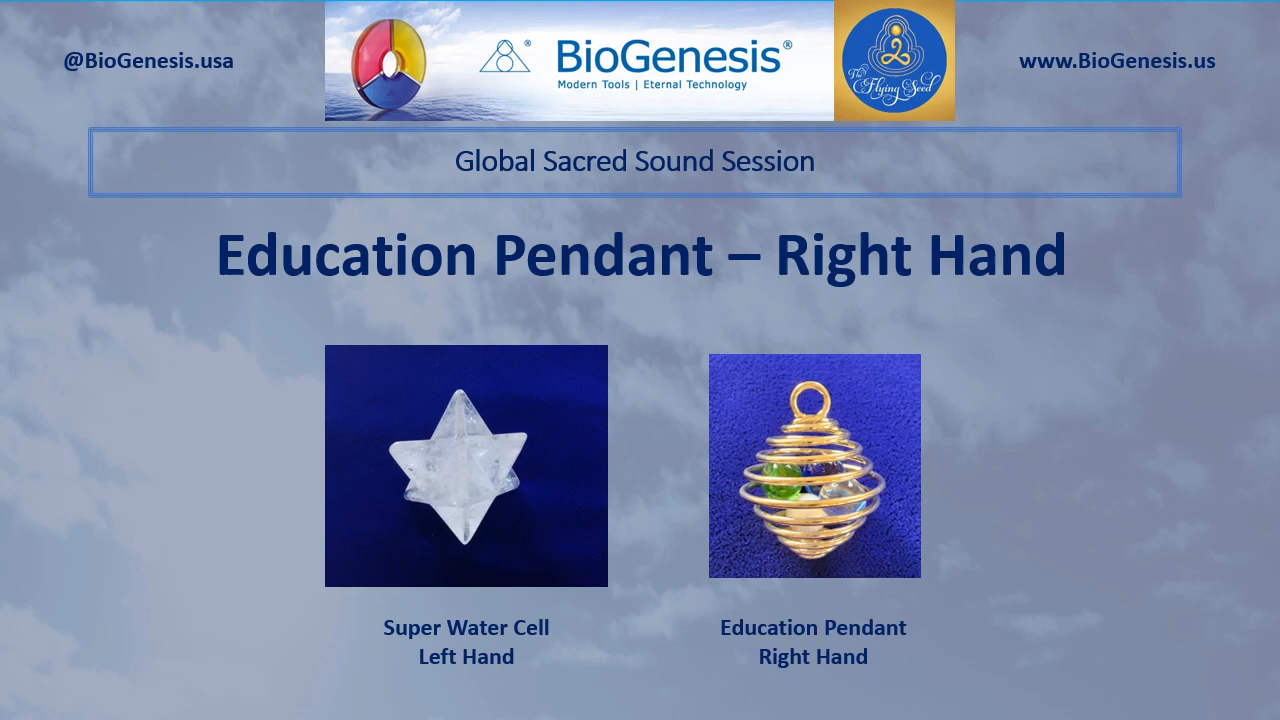 @BioGenesis.usa
BioGenesis®
Modern Tools | Eternal Technology
The
Flying Seed
www.BioGenesis.us
Global Sacred Sound Session
Education Pendant – Right Hand
Super Water Cell
Left Hand
Education Pendant
Right Hand